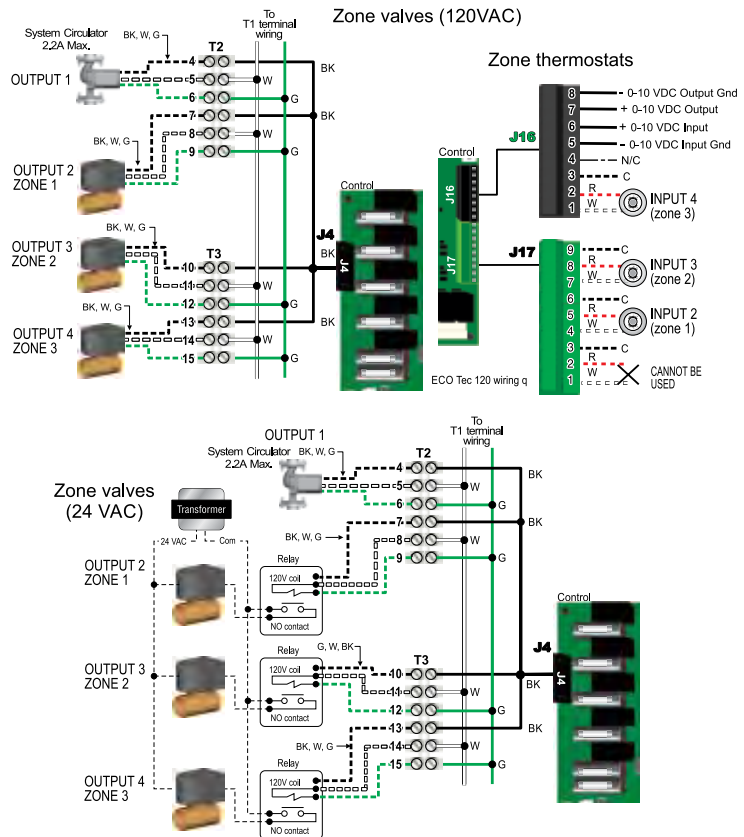 Zone valves (120VAC)
To
T1 terminal
wiring
System Circulator
2.2A Max.
BK, W, G
T2
OUTPUT 1
4
5
6
7
8
9
BK
W
G
W
G
BK, W, G
OUTPUT 2
ZONE 1
OUTPUT 3
ZONE 2
BK, W, G
T3
10
11
12
13
14
15
BK
W
G
BK
W
G
BK, W, G
OUTPUT 4
ZONE 3
Control
J4
J4
Zone thermostats
Control
J16
J17
J16
8 - 0-10 VDC Output Gnd
7 + 0-10 VDC Output
6 + 0-10 VDC Input
5 - 0-10 VDC Input Gnd
4 N/C
3 C
2 R
1 W
INPUT 4
(zone 3)
J17
9 C
8 R
7 W
INPUT 3
(zone 2)
6 C
5 R
4 W
INPUT 2
(zone 1)
3 C
2 R
1 W
CANNOT BE
USED
ECO Tec 120 wiring q
To
T1 terminal
wiring
OUTPUT 1
System Circulator
2.2A Max.
BK, W, G
T2
4
5
6
7
8
9
BK
W
G
BK
W
G
Zone valves
(24 VAC)
Transformer
24 VAC
Com
BK, W, G
Relay
120V coil
NO contact
OUTPUT 2
ZONE 1
G, W, BK
Relay
120V coil
NO contact
OUTPUT 3
ZONE 2
T3
10
11
12
13
14
15
BK
W
G
BK
W
G
BK, W, G
Relay
120V coil
NO contact
OUTPUT 4
ZONE 3
Control
J4
J4